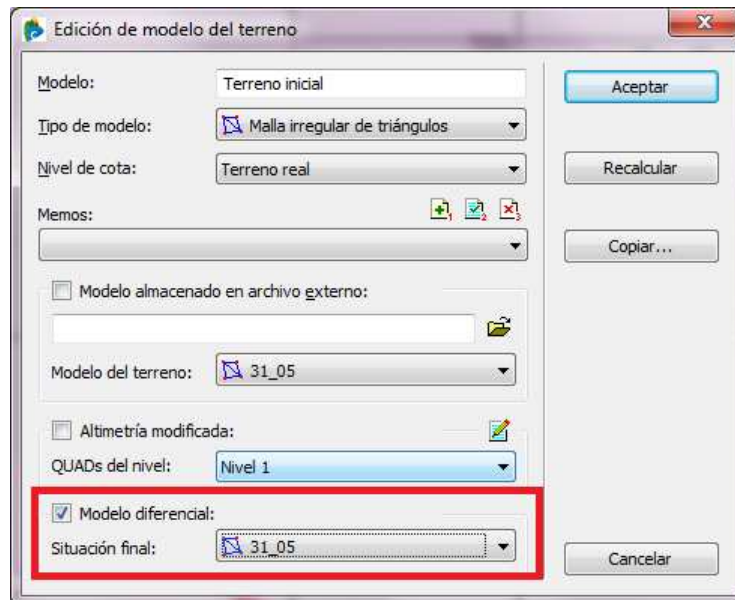 Edición de modelo del terreno
Modelo: Terreno inicial Aceptar
Tipo de modelo: Malla irregular de triángulos
Nivel de cota: Terreno real Recalcular
Memos:
Copiar...
Modelo almacenado en archivo externo:
Modelo del terreno: 31_05
Altimetría modificada:
QUADs del nivel: Nivel 1
Modelo diferencial:
Situación final: 31_05 Cancelar